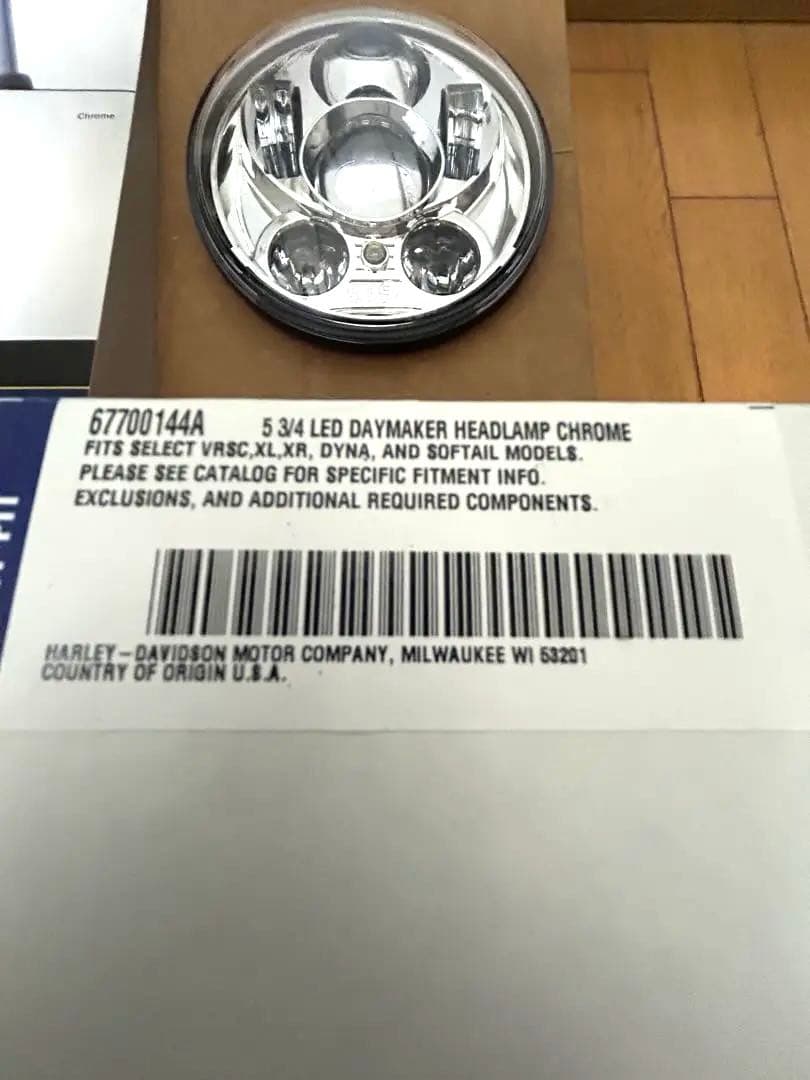 Chrome
67700144A 5 3/4 LED DAYMAKER HEADLAMP CHROME
FITS SELECT VRSC,XL,XR, DYNA, AND SOFTAIL MODELS.
PLEASE SEE CATALOG FOR SPECIFIC FITMENT INFO.
EXCLUSIONS, AND ADDITIONAL REQUIRED COMPONENTS.
HARLEY-DAVIDSON MOTOR COMPANY, MILWAUKEE WI 53201
COUNTRY OF ORIGIN U.S.A.